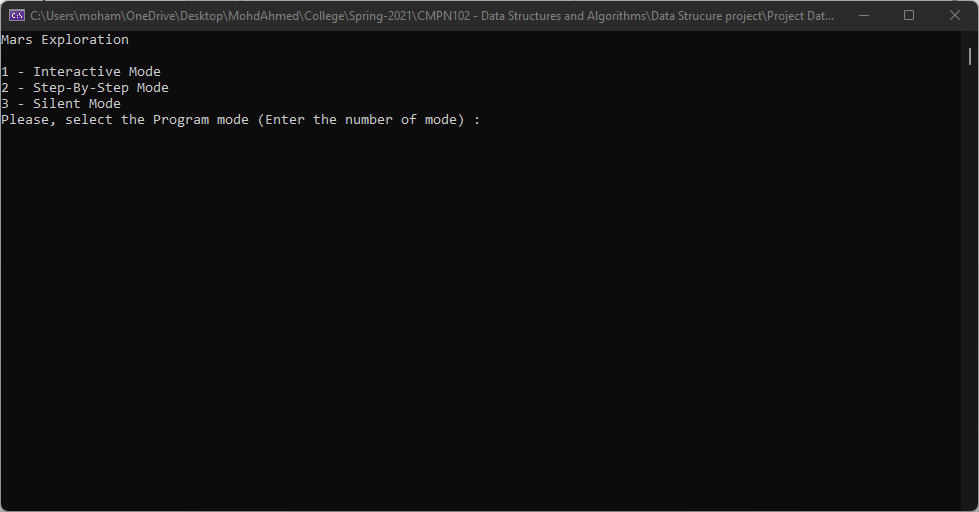 C:\Users\moham\OneDrive\Desktop\MohdAhmed\College\Spring-2021\CMPN102 - Data Structures and Algorithms\Data Strucure project\Project Dat...
Mars Exploration
1 - Interactive Mode
2 - Step-By-Step Mode
3 - Silent Mode
Please, select the Program mode (Enter the number of mode) :